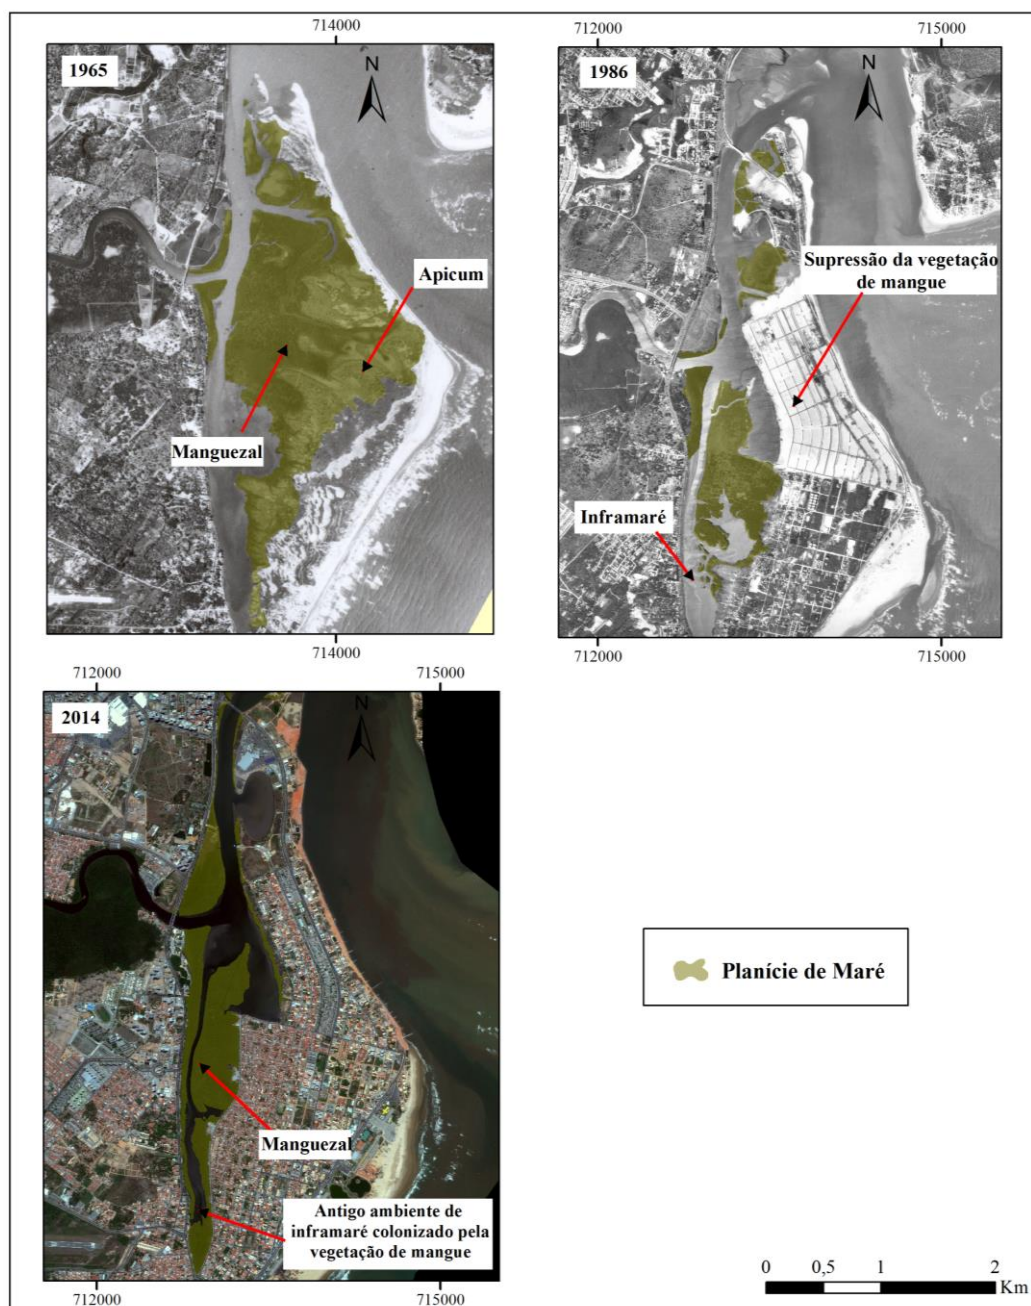 714000
1965
N
Apicum
Manguezal
714000
712000
715000
1986
N
Supressão da vegetação
de mangue
Inframaré
712000
715000
712000
715000
2014
N
Manguezal
Antigo ambiente de
inframaré colonizado pela
vegetação de mangue
712000
715000
Planície de Maré
0 0,5 1 2
Km